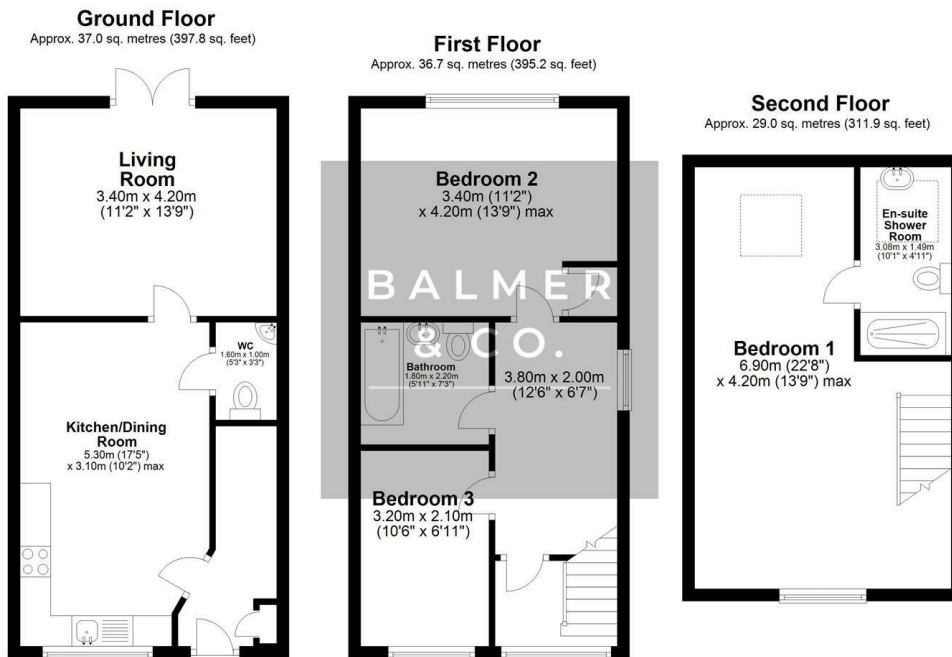 Ground Floor
Approx. 37.0 sq. metres (397.8 sq. feet)
Living
Room
3.40m x 4.20m
(11'2" x 13'9")
WC
1.60m x 1.00m
(5'3" x 3'3")
Kitchen/Dining
Room
5.30m (17'5")
x 3.10m (10'2") max
First Floor
Approx. 36.7 sq. metres (395.2 sq. feet)
Bedroom 2
3.40m (11'2")
x 4.20m (13'9") max
BALMER
& CO.
Bathroom
1.80m x 2.20m
(5'11" x 7'3")
3.80m x 2.00m
(12'6" x 6'7")
Bedroom 3
3.20m x 2.10m
(10'6" x 6'11")
Second Floor
Approx. 29.0 sq. metres (311.9 sq. feet)
En-suite
Shower
Room
3.08m x 1.49m
(10'1" x 4'11")
Bedroom 1
6.90m (22'8")
x 4.20m (13'9") max